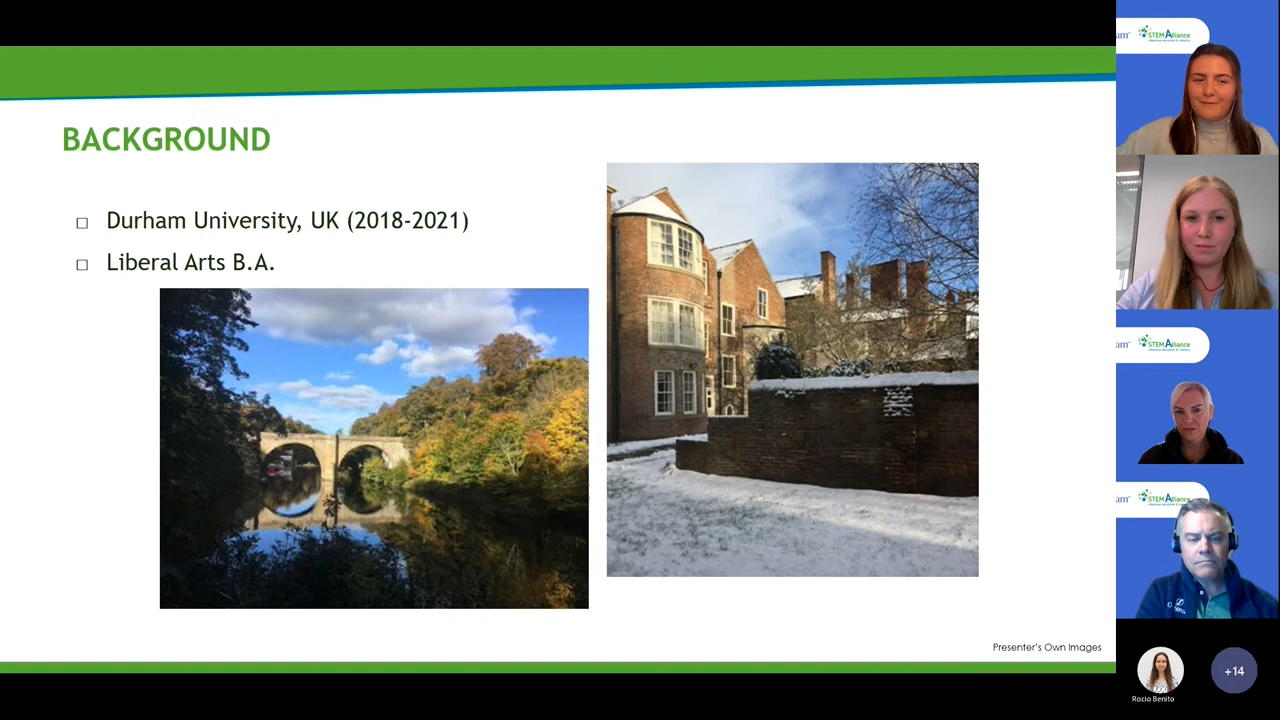 BACKGROUND
Durham University, UK (2018-2021)
Liberal Arts B.A.
Presenter's Own Images
STEM Alliance
STEM Alliance
STEM Alliance
Rocio Benito
+14